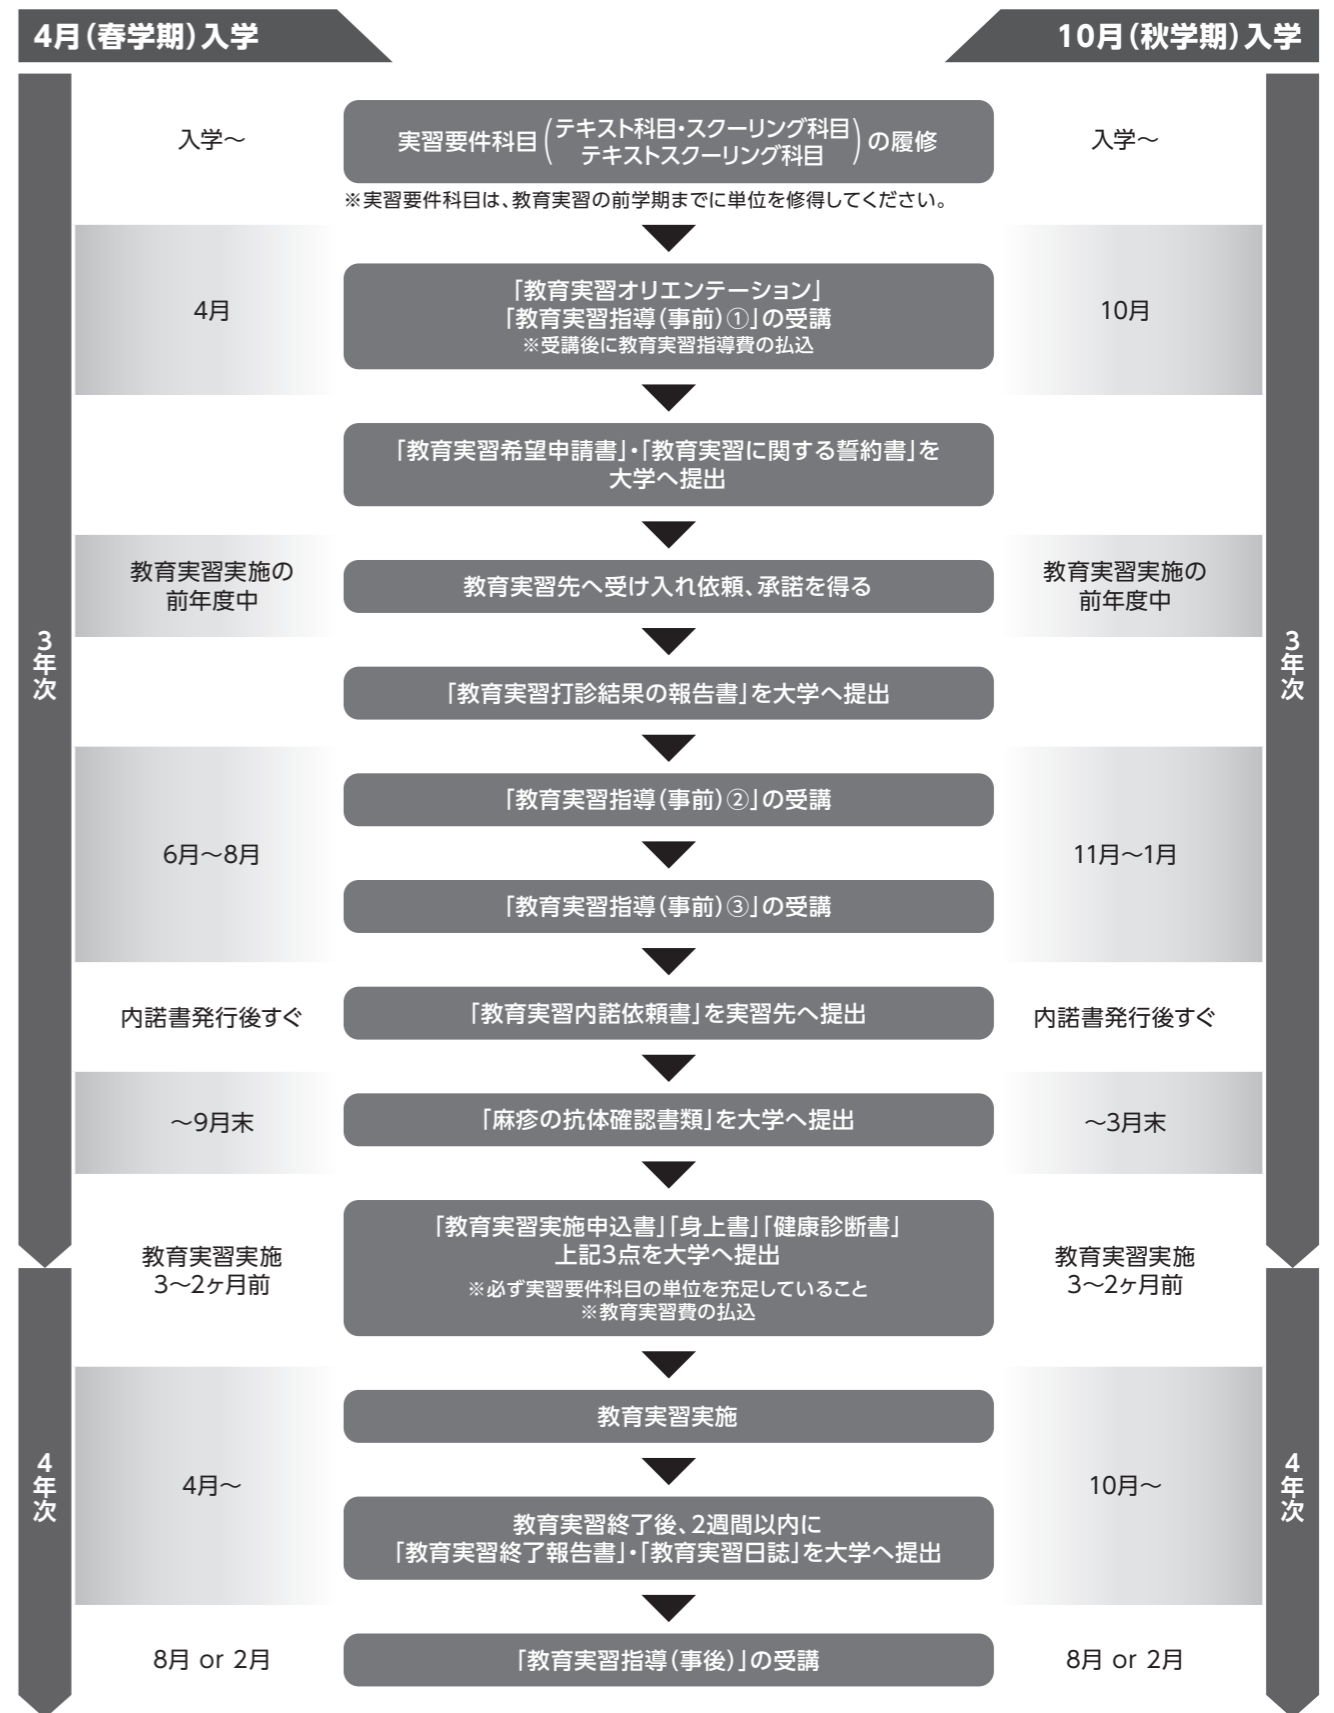 4月(春学期)入学
10月(秋学期)入学
3年次
4年次
3年次
4年次
入学～
実習要件科目(テキスト科目・スクーリング科目
テキストスクーリング科目)の履修
入学～
※実習要件科目は、教育実習の前学期までに単位を修得してください。
4月
「教育実習オリエンテーション」
「教育実習指導(事前)①」の受講
※受講後に教育実習指導費の払込
10月
「教育実習希望申請書」・「教育実習に関する誓約書」を
大学へ提出
教育実習実施の
前年度中
教育実習先へ受け入れ依頼、承諾を得る
教育実習実施の
前年度中
「教育実習打診結果の報告書」を大学へ提出
6月～8月
「教育実習指導(事前)②」の受講
「教育実習指導(事前)③」の受講
11月～1月
内諾書発行後すぐ
「教育実習内諾依頼書」を実習先へ提出
内諾書発行後すぐ
～9月末
「麻疹の抗体確認書類」を大学へ提出
～3月末
教育実習実施
3～2ヶ月前
「教育実習実施申込書」「身上書」「健康診断書」
上記3点を大学へ提出
※必ず実習要件科目の単位を充足していること
※教育実習費の払込
教育実習実施
3～2ヶ月前
4月～
教育実習実施
教育実習終了後、2週間以内に
「教育実習終了報告書」・「教育実習日誌」を大学へ提出
10月～
8月 or 2月
「教育実習指導(事後)」の受講
8月 or 2月